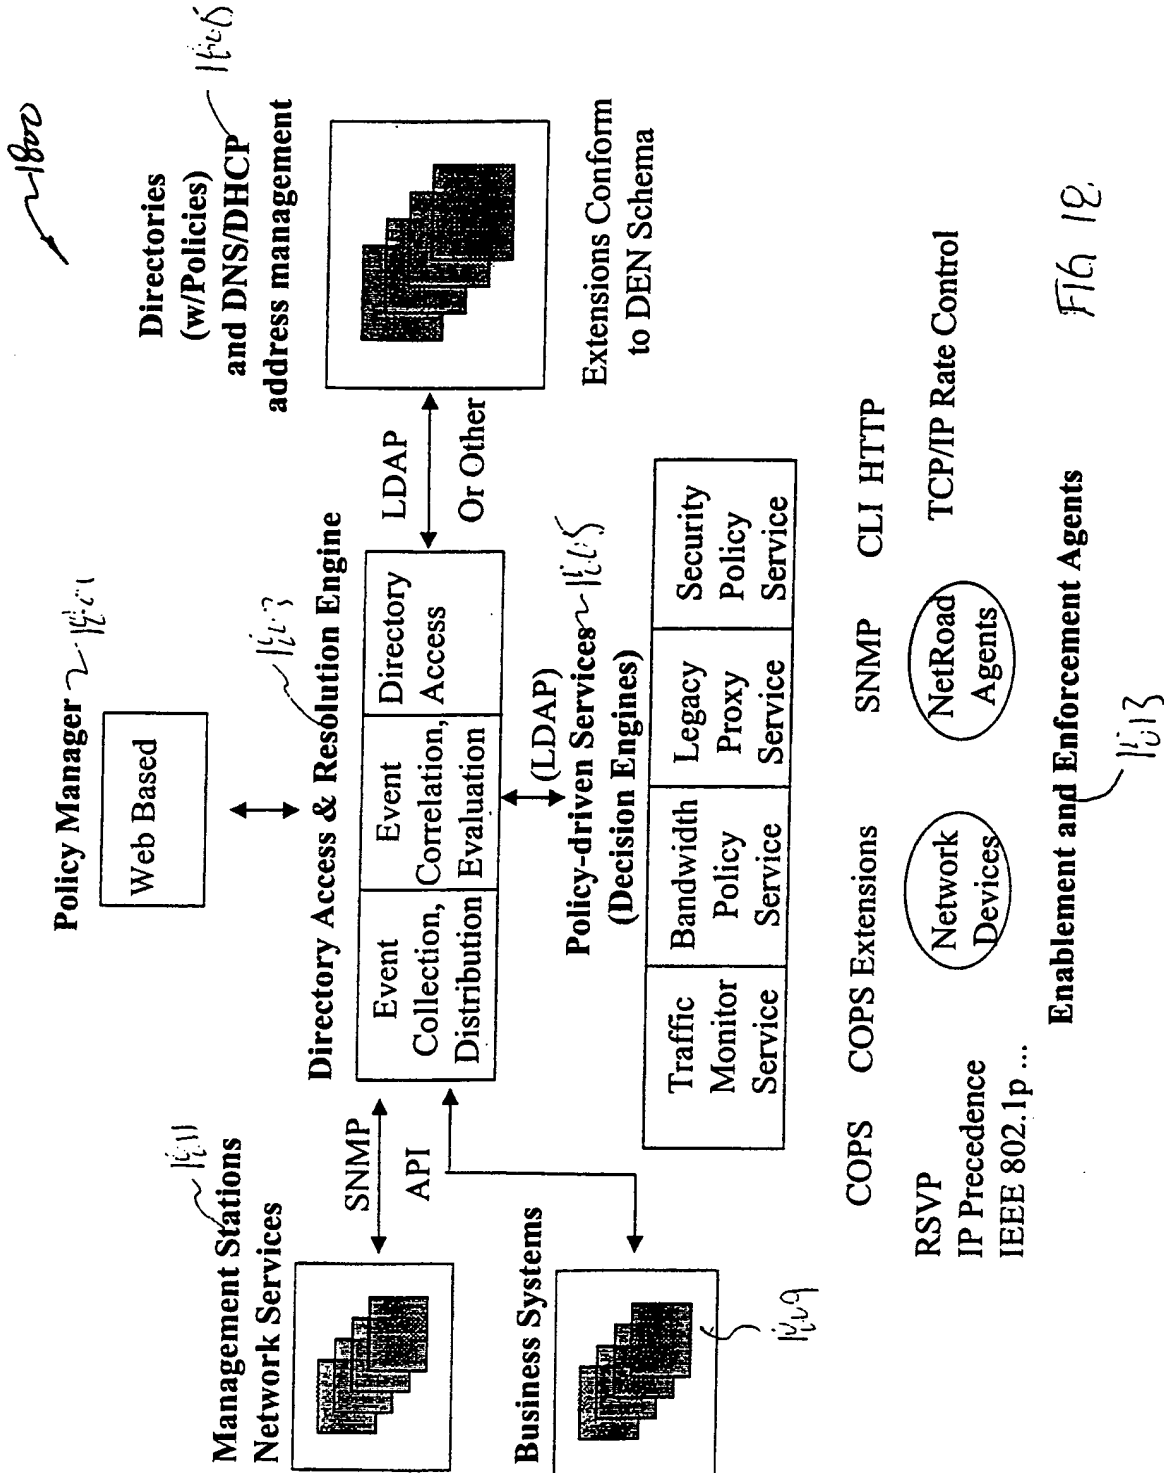 1800
Policy Manager
Web Based
Management Stations
Network Services
SNMP
API
Business Systems
Directory Access & Resolution Engine
Event
Collection,
Distribution
Event
Correlation,
Evaluation
Directory
Access
LDAP
Or Other
Directories
(w/Policies)
and DNS/DHCP
address management
Extensions Conform
to DEN Schema
(LDAP)
Policy-driven Services
(Decision Engines)
Traffic
Monitor
Service
Bandwidth
Policy
Service
Legacy
Proxy
Service
Security
Policy
Service
COPS COPS Extensions SNMP CLI HTTP
RSVP
IP Precedence
IEEE 802.1p ...
Network
Devices
NetRoad
Agents
TCP/IP Rate Control
Enablement and Enforcement Agents
FIG 18